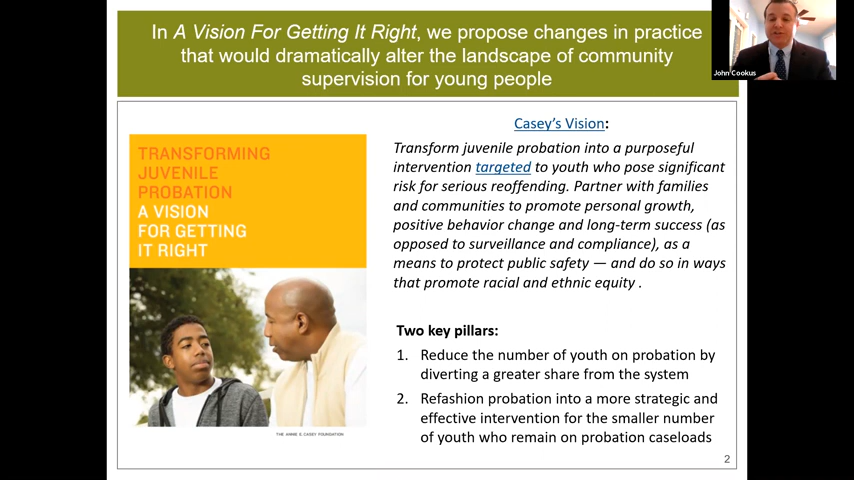 In A Vision For Getting It Right, we propose changes in practice
that would dramatically alter the landscape of community
supervision for young people
John Cookus
TRANSFORMING
JUVENILE
PROBATION
A VISION
FOR GETTING
IT RIGHT
THE ANNIE E. CASEY FOUNDATION
Casey's Vision:
Transform juvenile probation into a purposeful
intervention targeted to youth who pose significant
risk for serious reoffending. Partner with families
and communities to promote personal growth,
positive behavior change and long-term success (as
opposed to surveillance and compliance), as a
means to protect public safety — and do so in ways
that promote racial and ethnic equity .
Two key pillars:
1. Reduce the number of youth on probation by
diverting a greater share from the system
2. Refashion probation into a more strategic and
effective intervention for the smaller number
of youth who remain on probation caseloads
2